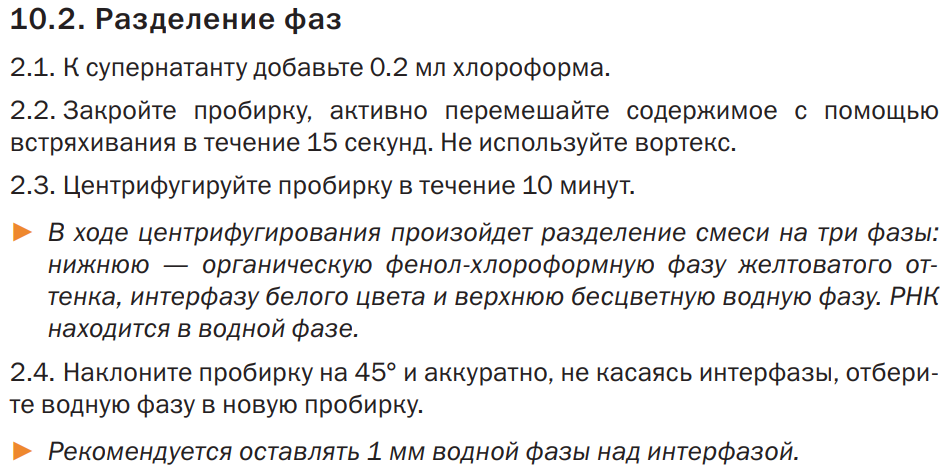 10.2. Разделение фаз
2.1. К супернатанту добавьте 0.2 мл хлороформа.
2.2. Закройте пробирку, активно перемешайте содержимое с помощью
встряхивания в течение 15 секунд. Не используйте вортекс.
2.3. Центрифугируйте пробирку в течение 10 минут.
► В ходе центрифугирования произойдет разделение смеси на три фазы:
нижнюю — органическую фенол-хлороформную фазу желтоватого от-
тенка, интерфазу белого цвета и верхнюю бесцветную водную фазу. РНК
находится в водной фазе.
2.4. Наклоните пробирку на 45° и аккуратно, не касаясь интерфазы, отбери-
те водную фазу в новую пробирку.
► Рекомендуется оставлять 1 мм водной фазы над интерфазой.